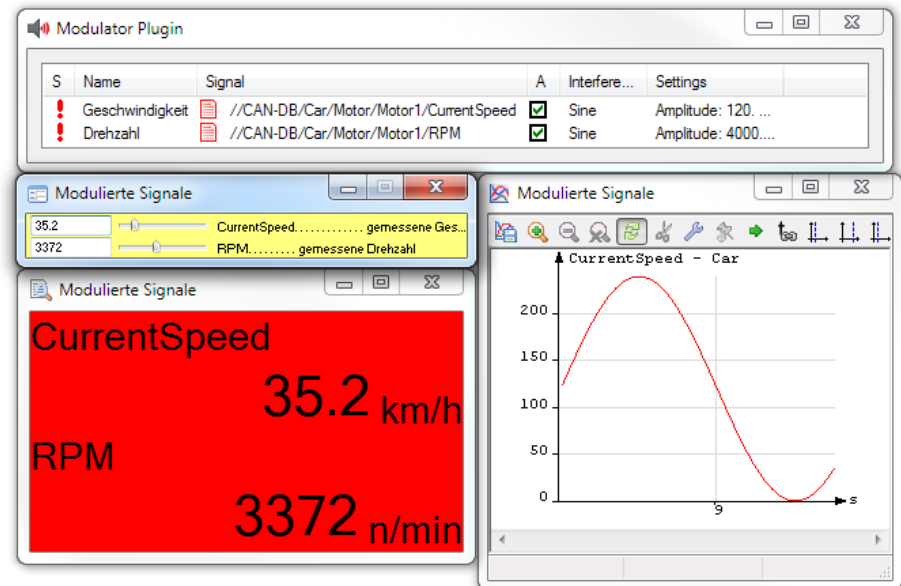 Modulator Plugin
S Name Signal A Interfere... Settings
Geschwindigkeit //CAN-DB/Car/Motor/Motor1/CurrentSpeed Sine Amplitude: 120. ...
Drehzahl //CAN-DB/Car/Motor/Motor1/RPM Sine Amplitude: 4000....
Modulierte Signale
35.2 CurrentSpeed............. gemessene Ges...
3372 RPM......... gemessene Drehzahl
Modulierte Signale
CurrentSpeed
35.2 km/h
RPM
3372 n/min
Modulierte Signale
CurrentSpeed - Car
200
150
100
50
0
9
s